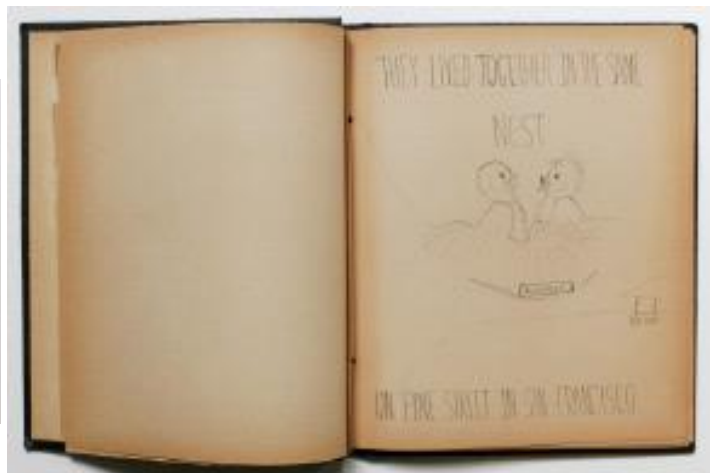 THEY LIVED TOGETHER IN THE SAME
NEST
ON PINE STREET IN SAN FRANCISCO